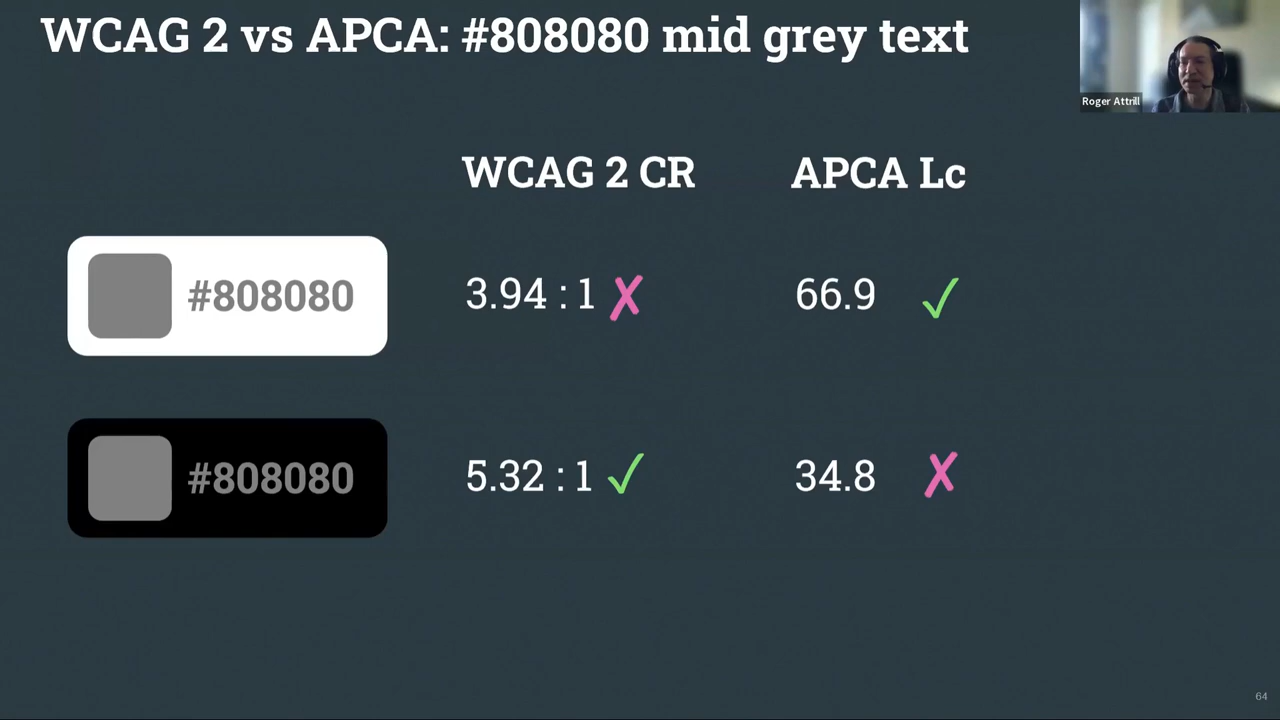 WCAG 2 vs APCA: #808080 mid grey text
Roger Attrill
WCAG 2 CR APCA Lc
#808080 3.94 : 1 ✗ 66.9 ✓
#808080 5.32 : 1 ✓ 34.8 ✗
64